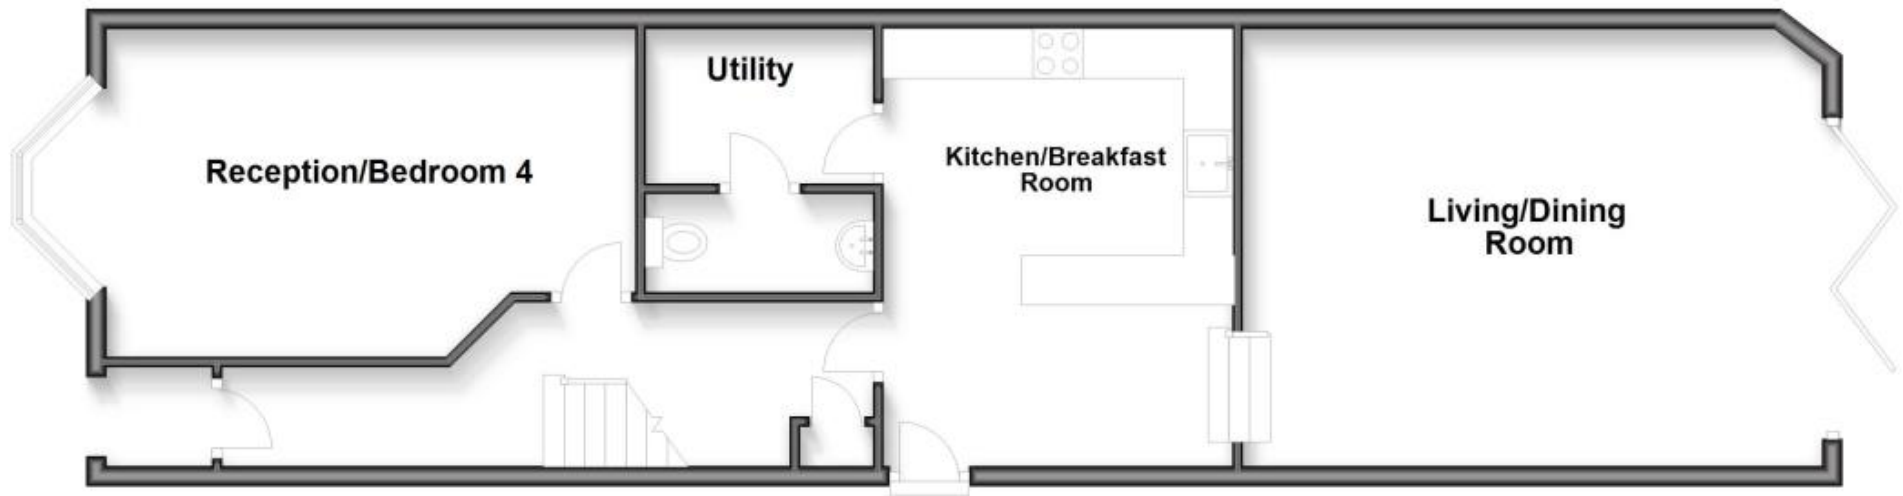 Utility
Reception/Bedroom 4
Kitchen/Breakfast
Room
Living/Dining
Room